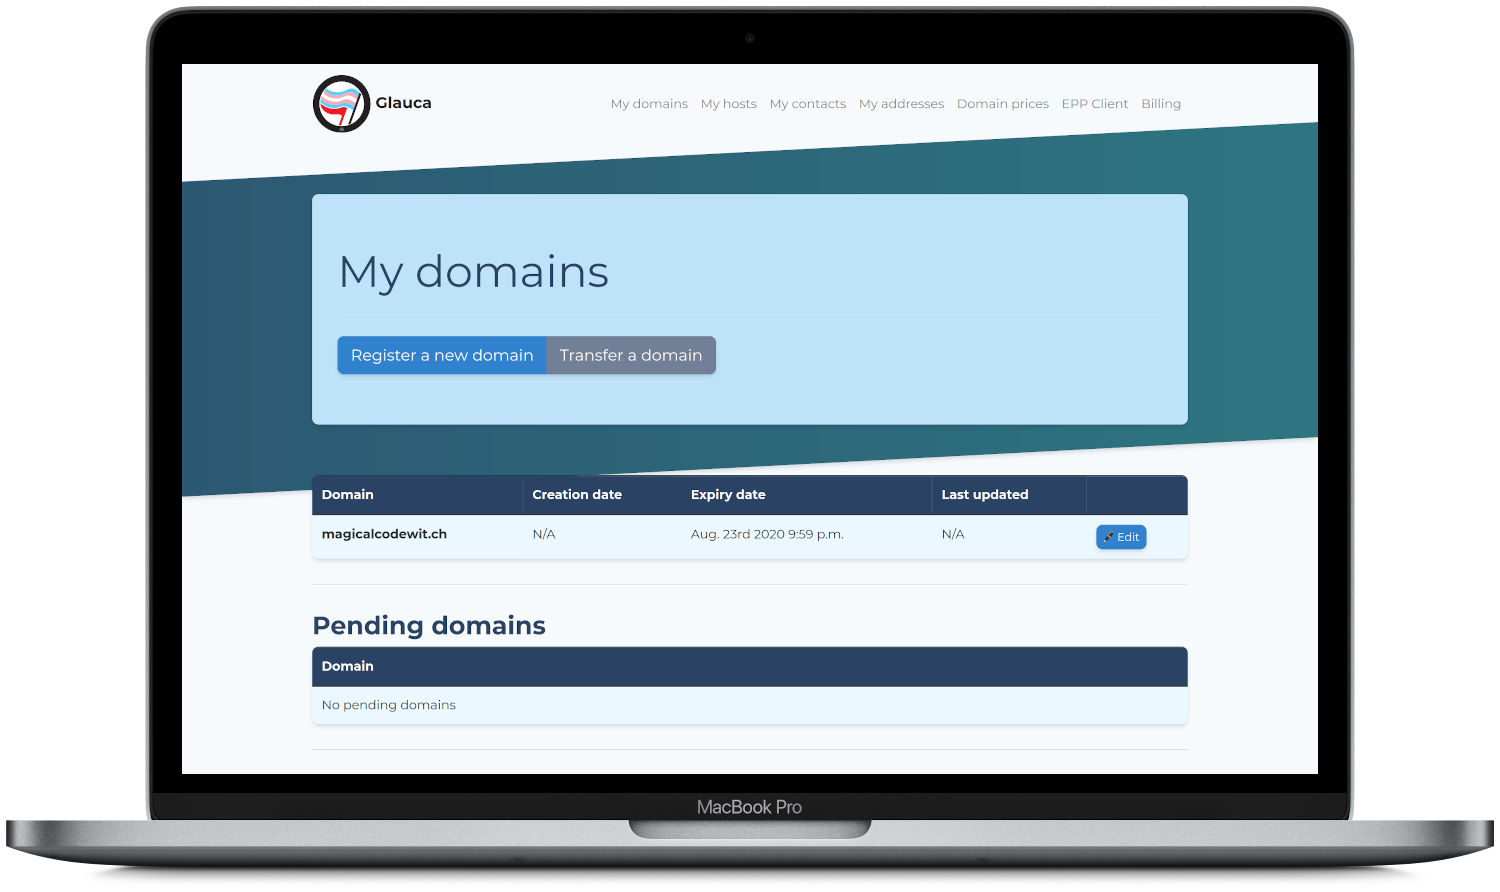 Glauca
My domains My hosts My contacts My addresses Domain prices EPP Client Billing
My domains
Register a new domain Transfer a domain
Domain Creation date Expiry date Last updated
magicalcodewit.ch N/A Aug. 23rd 2020 9:59 p.m. N/A Edit
Pending domains
Domain
No pending domains
MacBook Pro